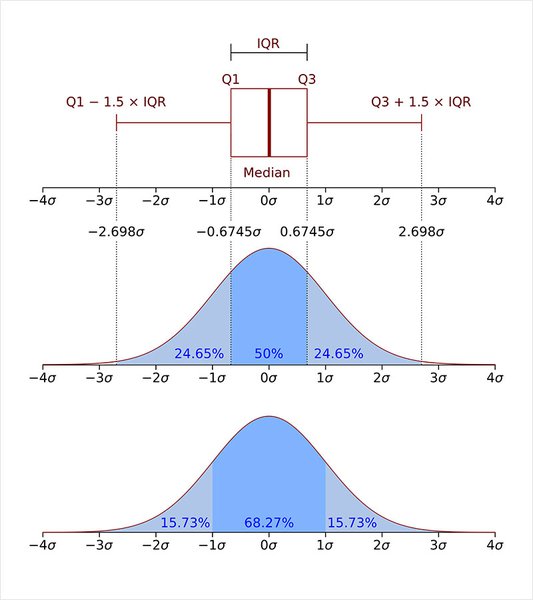 IQR
Q1 Q3
Q1 − 1.5 × IQR Q3 + 1.5 × IQR
Median
−4σ −3σ −2σ −1σ 0σ 1σ 2σ 3σ 4σ
−2.698σ −0.6745σ 0.6745σ 2.698σ
24.65% 50% 24.65%
−4σ −3σ −2σ −1σ 0σ 1σ 2σ 3σ 4σ
15.73% 68.27% 15.73%
−4σ −3σ −2σ −1σ 0σ 1σ 2σ 3σ 4σ